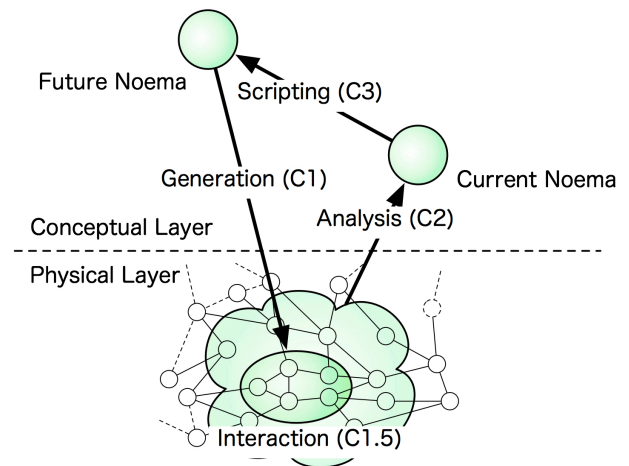 Future Noema
Scripting (C3)
Generation (C1)
Current Noema
Analysis (C2)
Conceptual Layer
Physical Layer
Interaction (C1.5)